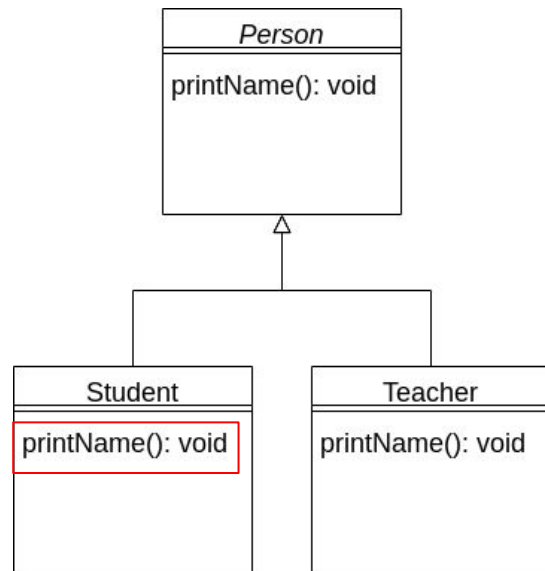 Person
printName(): void
Student
printName(): void
Teacher
printName(): void